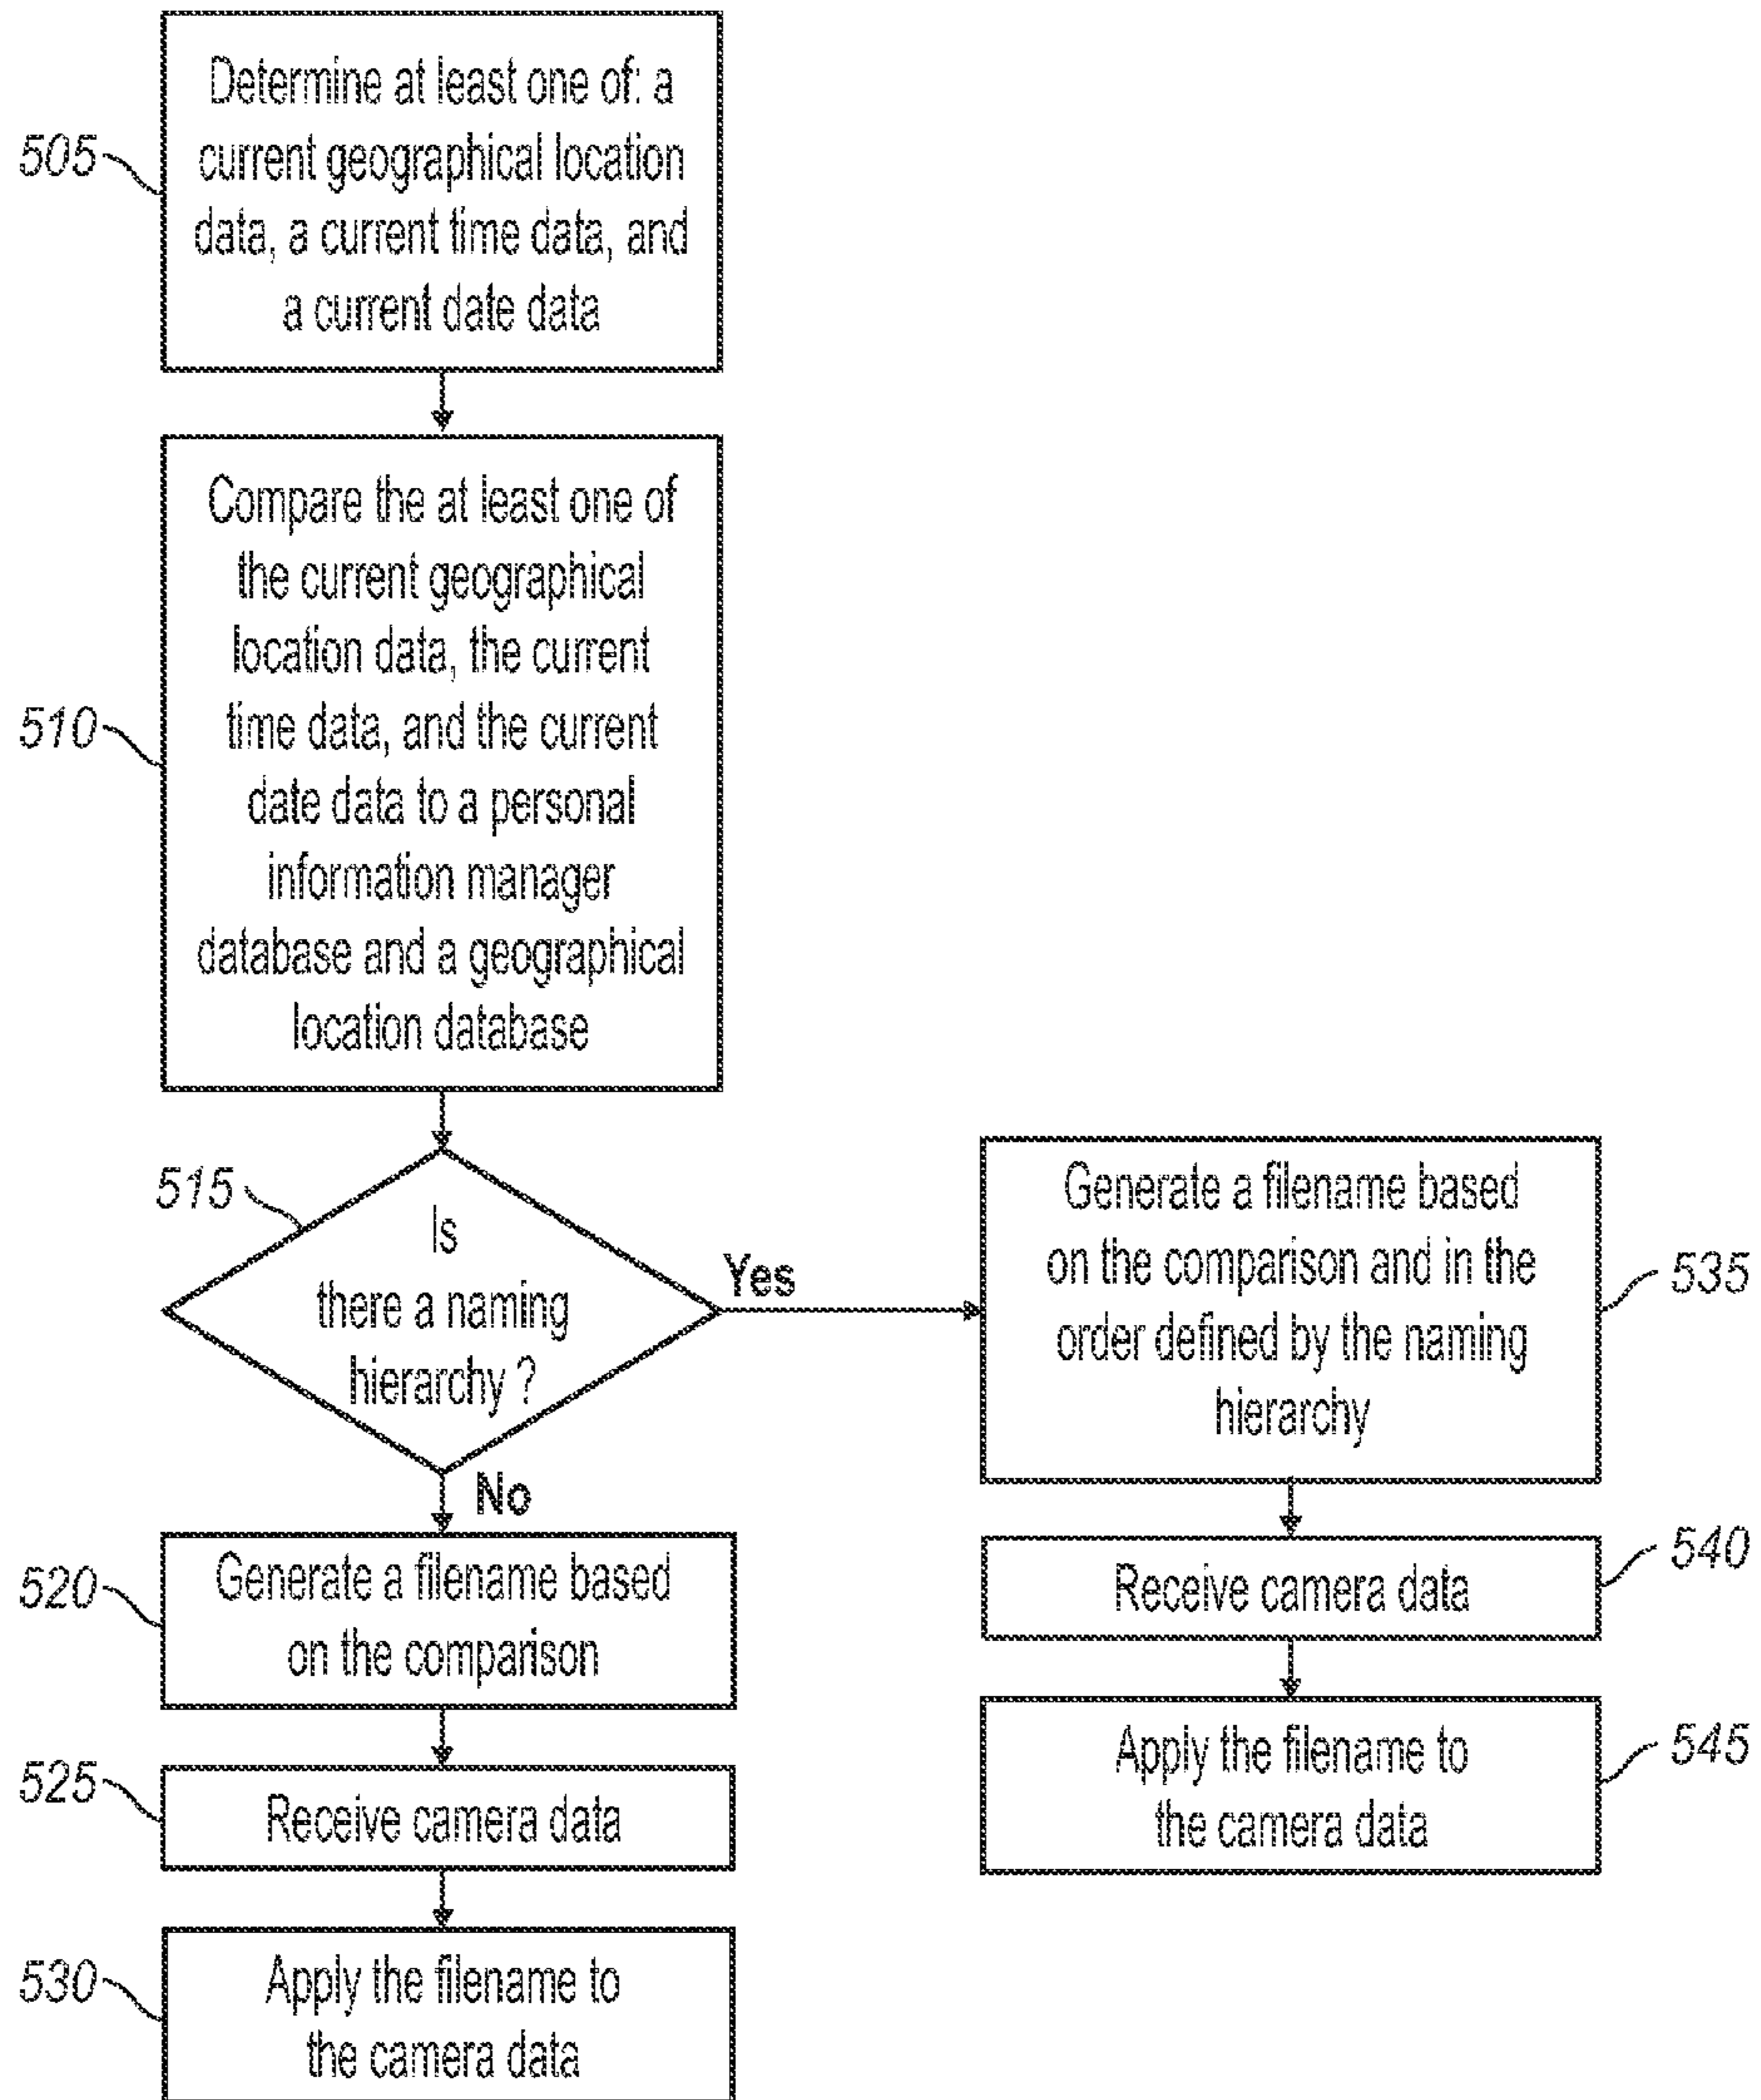 505
Determine at least one of: a
current geographical location
data, a current time data, and
a current date data
510
Compare the at least one of
the current geographical
location data, the current
time data, and the current
date data to a personal
information manager
database and a geographical
location database
515
Is
there a naming
hierarchy ?
Yes
No
520
Generate a filename based
on the comparison
525
Receive camera data
530
Apply the filename to
the camera data
Generate a filename based
on the comparison and in the
order defined by the naming
hierarchy
535
Receive camera data
540
Apply the filename to
the camera data
545